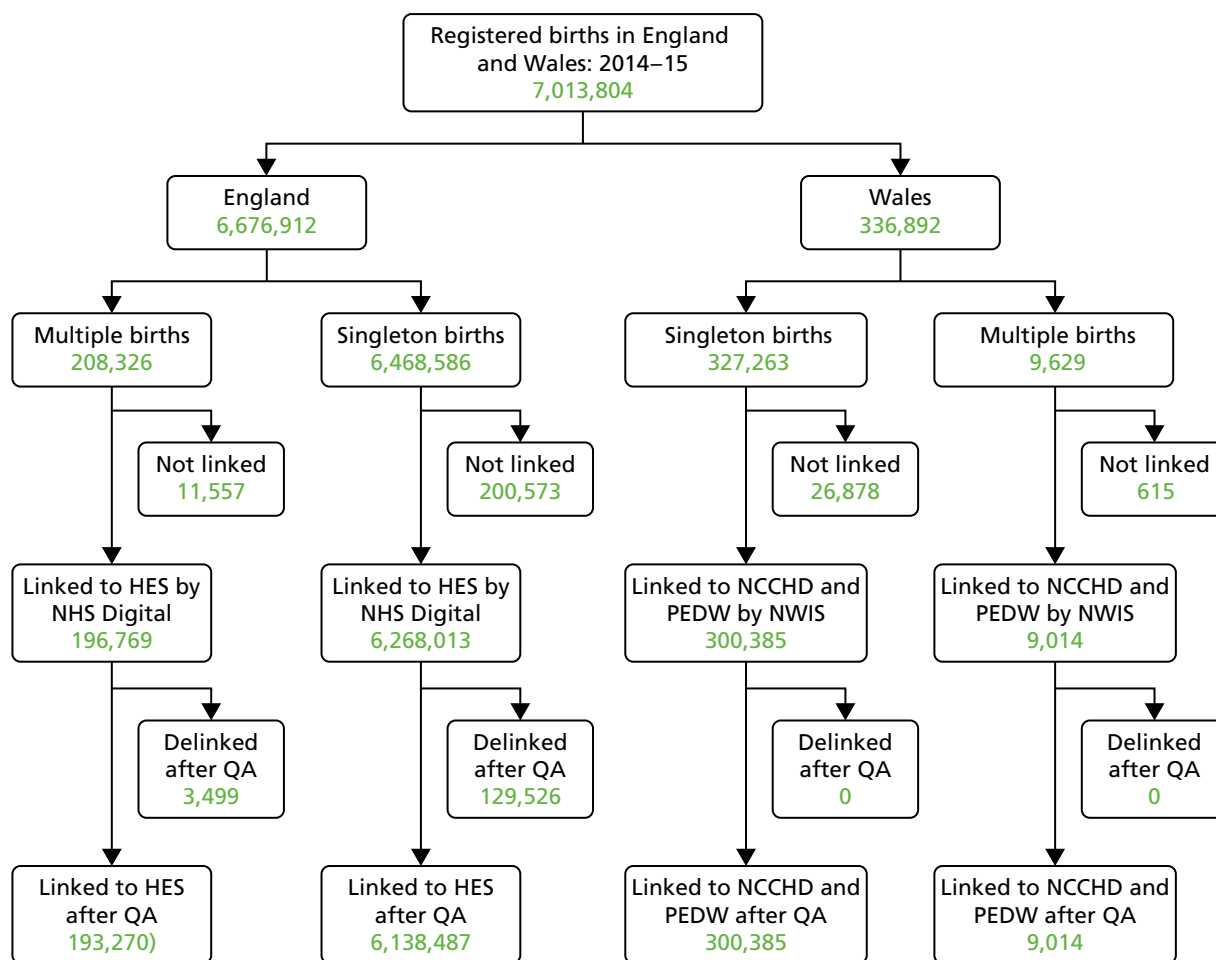 Registered births in England
and Wales: 2014–15
7,013,804
England
6,676,912
Wales
336,892
Multiple births
208,326
Singleton births
6,468,586
Singleton births
327,263
Multiple births
9,629
Not linked
11,557
Not linked
200,573
Not linked
26,878
Not linked
615
Linked to HES by
NHS Digital
196,769
Linked to HES by
NHS Digital
6,268,013
Linked to NCCHD and
PEDW by NWIS
300,385
Linked to NCCHD and
PEDW by NWIS
9,014
Delinked
after QA
3,499
Delinked
after QA
129,526
Delinked
after QA
0
Delinked
after QA
0
Linked to HES
after QA
193,270)
Linked to HES
after QA
6,138,487
Linked to NCCHD and
PEDW after QA
300,385
Linked to NCCHD and
PEDW after QA
9,014